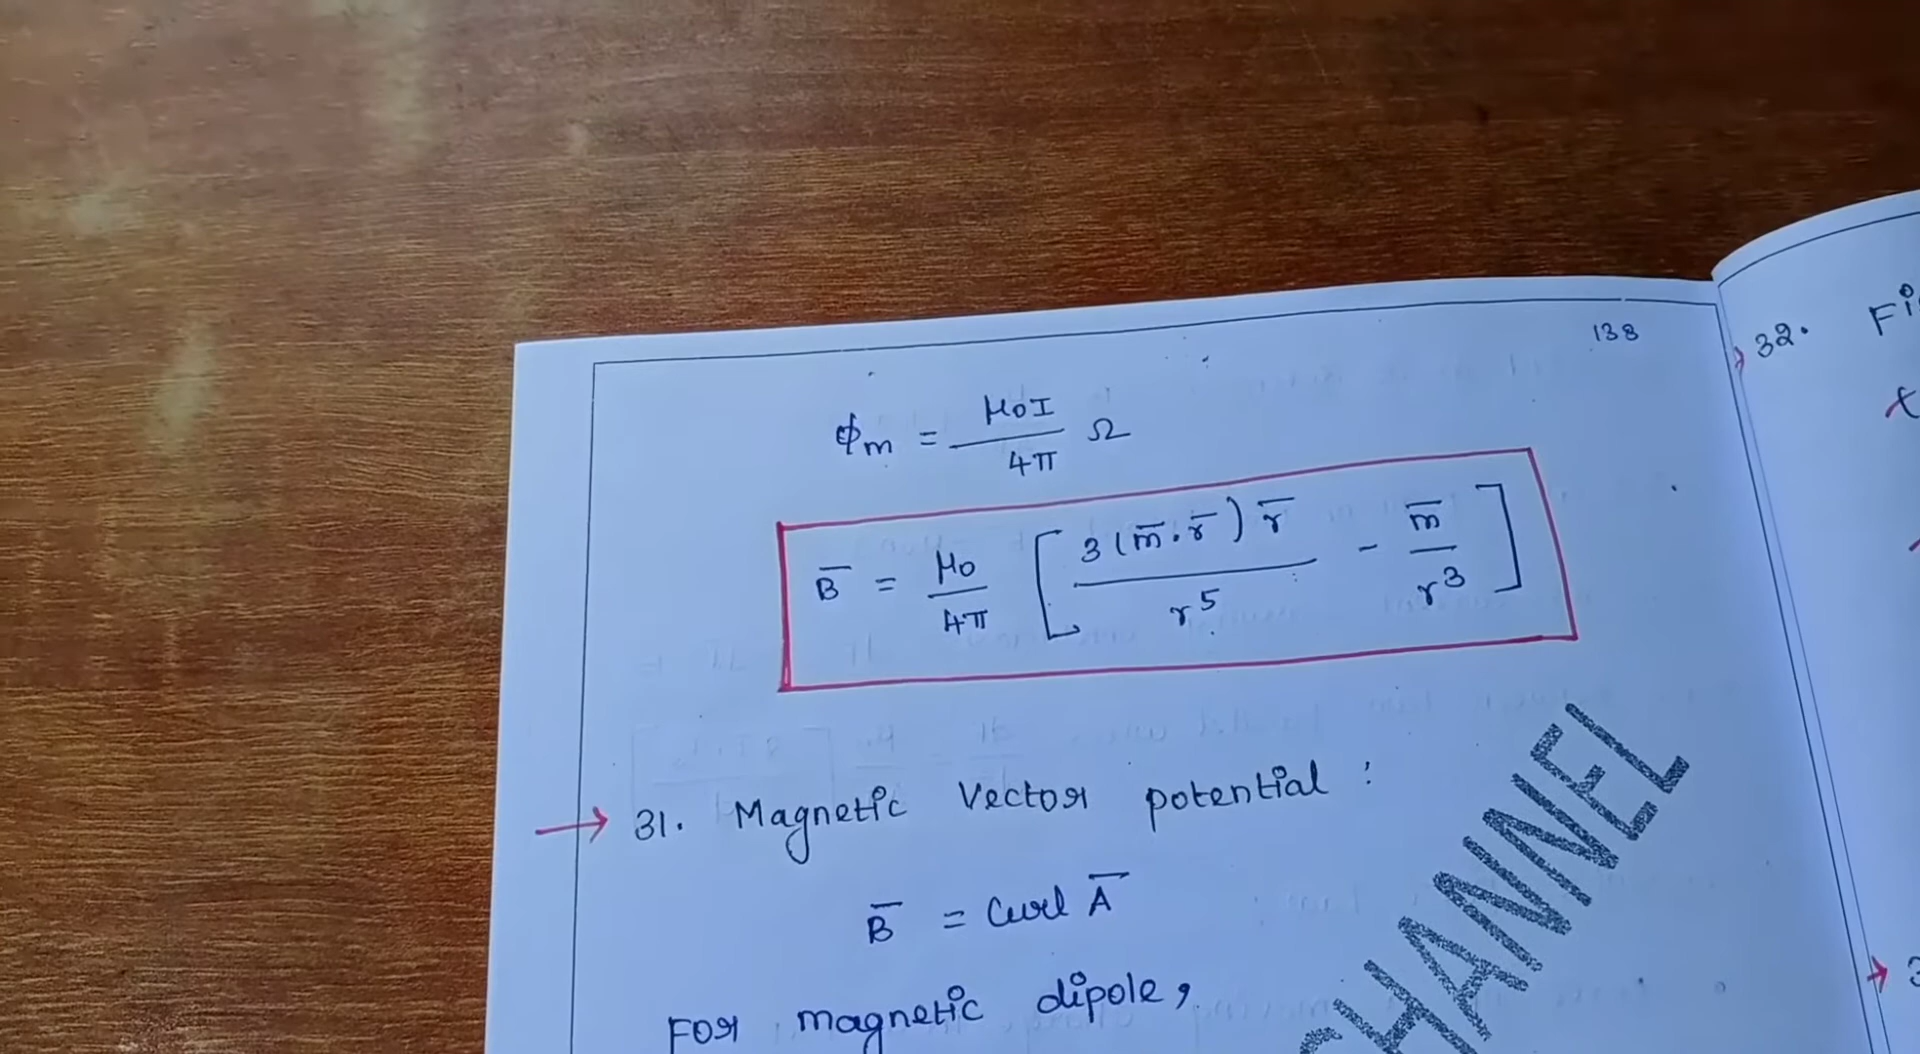 138
ϕm = μ0I / 4π Ω
B̅ = μ0 / 4π [ 3(m̅.r̅) r̅ / r^5 - m̅ / r^3 ]
→ 31. Magnetic Vector potential :
B̅ = Curl A̅
For magnetic dipole,
CHANNEL
32.